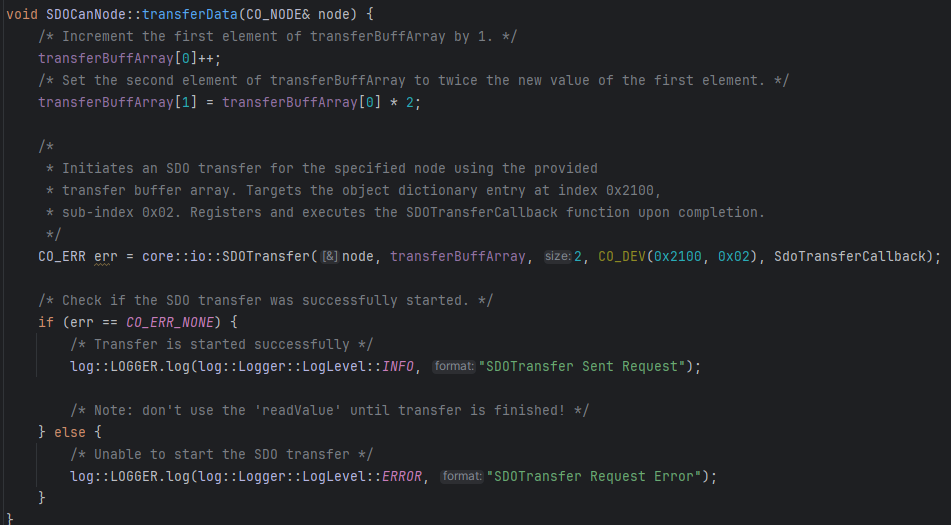 void SDOCanNode::transferData(CO_NODE& node) {
    /* Increment the first element of transferBuffArray by 1. */
    transferBuffArray[0]++;
    /* Set the second element of transferBuffArray to twice the new value of the first element. */
    transferBuffArray[1] = transferBuffArray[0] * 2;

    /*
     * Initiates an SDO transfer for the specified node using the provided
     * transfer buffer array. Targets the object dictionary entry at index 0x2100,
     * sub-index 0x02. Registers and executes the SDOTransferCallback function upon completion.
     */
    CO_ERR err = core::io::SDOTransfer([&] node, transferBuffArray, size: 2, CO_DEV(0x2100, 0x02), SdoTransferCallback);

    /* Check if the SDO transfer was successfully started. */
    if (err == CO_ERR_NONE) {
        /* Transfer is started successfully */
        log::LOGGER.log(log::Logger::LogLevel::INFO, format: "SDOTransfer Sent Request");

        /* Note: don't use the 'readValue' until transfer is finished! */
    } else {
        /* Unable to start the SDO transfer */
        log::LOGGER.log(log::Logger::LogLevel::ERROR, format: "SDOTransfer Request Error");
    }
}